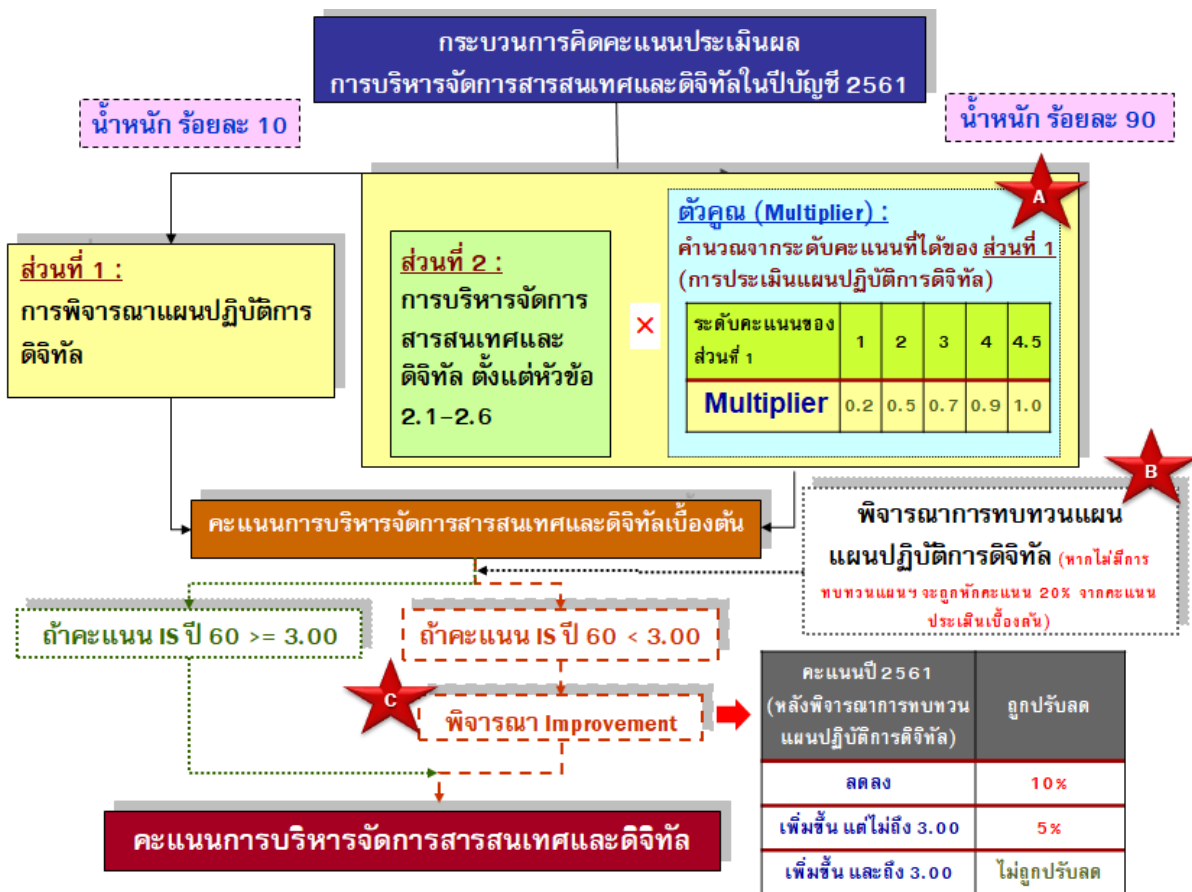 กระบวนการคิดคะแนนประเมินผล
การบริหารจัดการสารสนเทศและดิจิทัลในปีบัญชี 2561
น้ำหนัก ร้อยละ 10
น้ำหนัก ร้อยละ 90
A
ส่วนที่ 1 :
การพิจารณาแผนปฏิบัติการ
ดิจิทัล
ส่วนที่ 2 :
การบริหารจัดการ
สารสนเทศและ
ดิจิทัล ตั้งแต่หัวข้อ
2.1-2.6
×
ตัวคูณ (Multiplier) :
คำนวณจากระดับคะแนนที่ได้ของ ส่วนที่ 1
(การประเมินแผนปฏิบัติการดิจิทัล)
ระดับคะแนนของ
ส่วนที่ 1
1 2 3 4 4.5
Multiplier 0.2 0.5 0.7 0.9 1.0
คะแนนการบริหารจัดการสารสนเทศและดิจิทัลเบื้องต้น
B
พิจารณาการทบทวนแผน
แผนปฏิบัติการดิจิทัล (หากไม่มีการ
ทบทวนแผนฯ จะถูกหักคะแนน 20% จากคะแนน
ประเมินเบื้องต้น)
ถ้าคะแนน IS ปี 60 >= 3.00
ถ้าคะแนน IS ปี 60 < 3.00
C
พิจารณา Improvement
คะแนนปี 2561
(หลังพิจารณาการทบทวน
แผนปฏิบัติการดิจิทัล)
ถูกปรับลด
ลดลง 10%
เพิ่มขึ้น แต่ไม่ถึง 3.00 5%
เพิ่มขึ้น และถึง 3.00 ไม่ถูกปรับลด
คะแนนการบริหารจัดการสารสนเทศและดิจิทัล